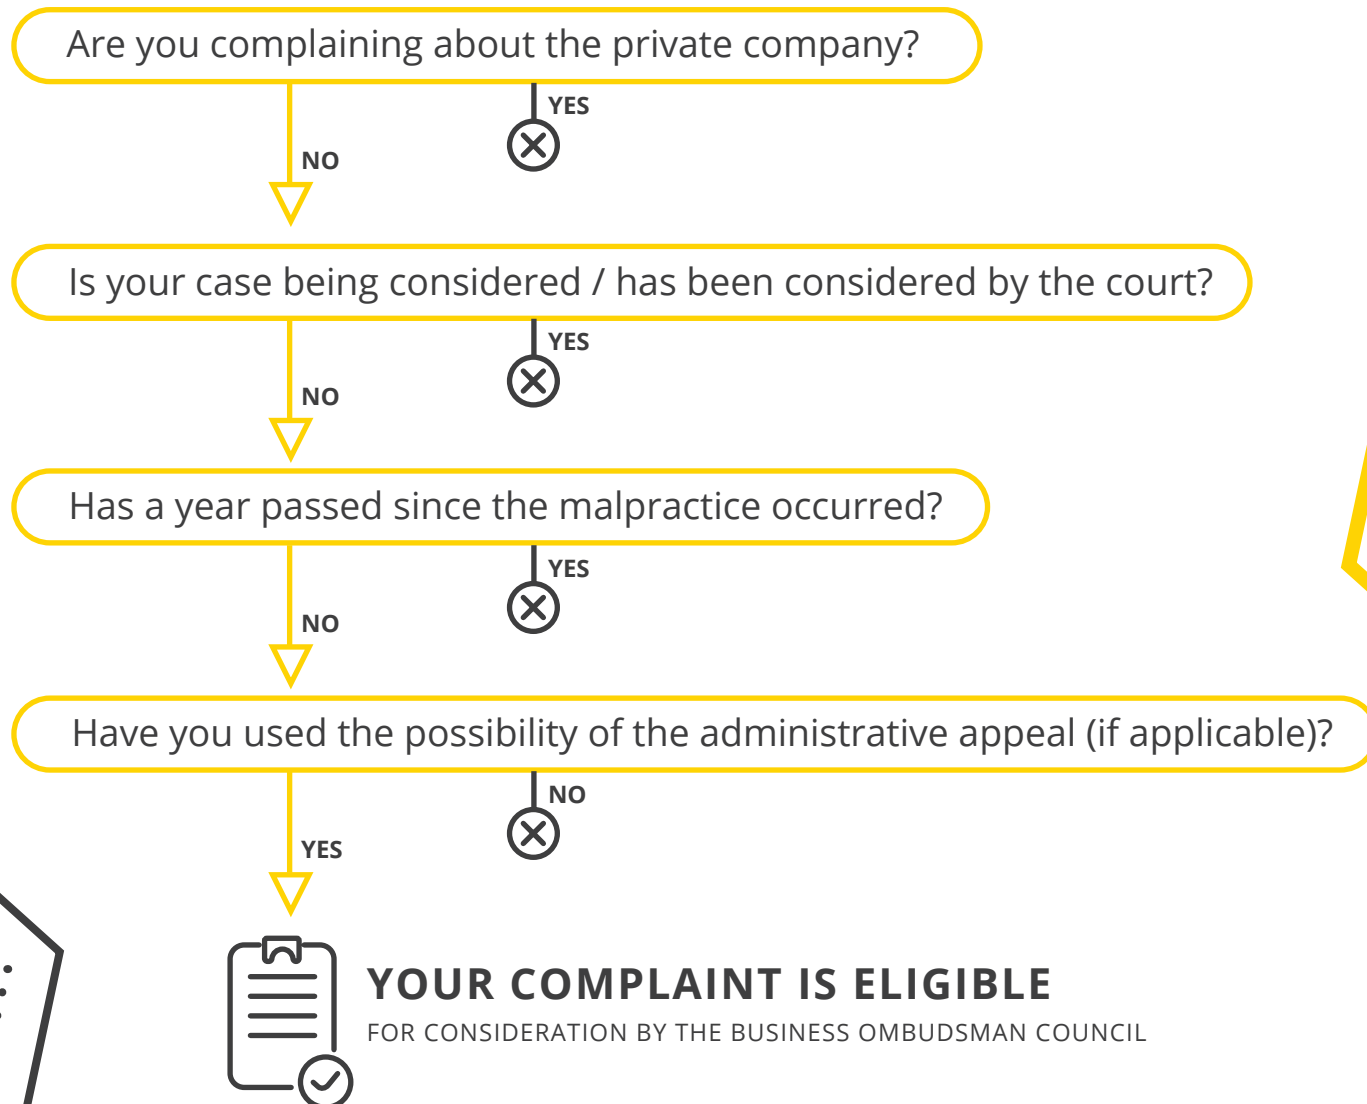 Are you complaining about the private company?
YES
NO
Is your case being considered / has been considered by the court?
YES
NO
Has a year passed since the malpractice occurred?
YES
NO
Have you used the possibility of the administrative appeal (if applicable)?
NO
YES
YOUR COMPLAINT IS ELIGIBLE
FOR CONSIDERATION BY THE BUSINESS OMBUDSMAN COUNCIL